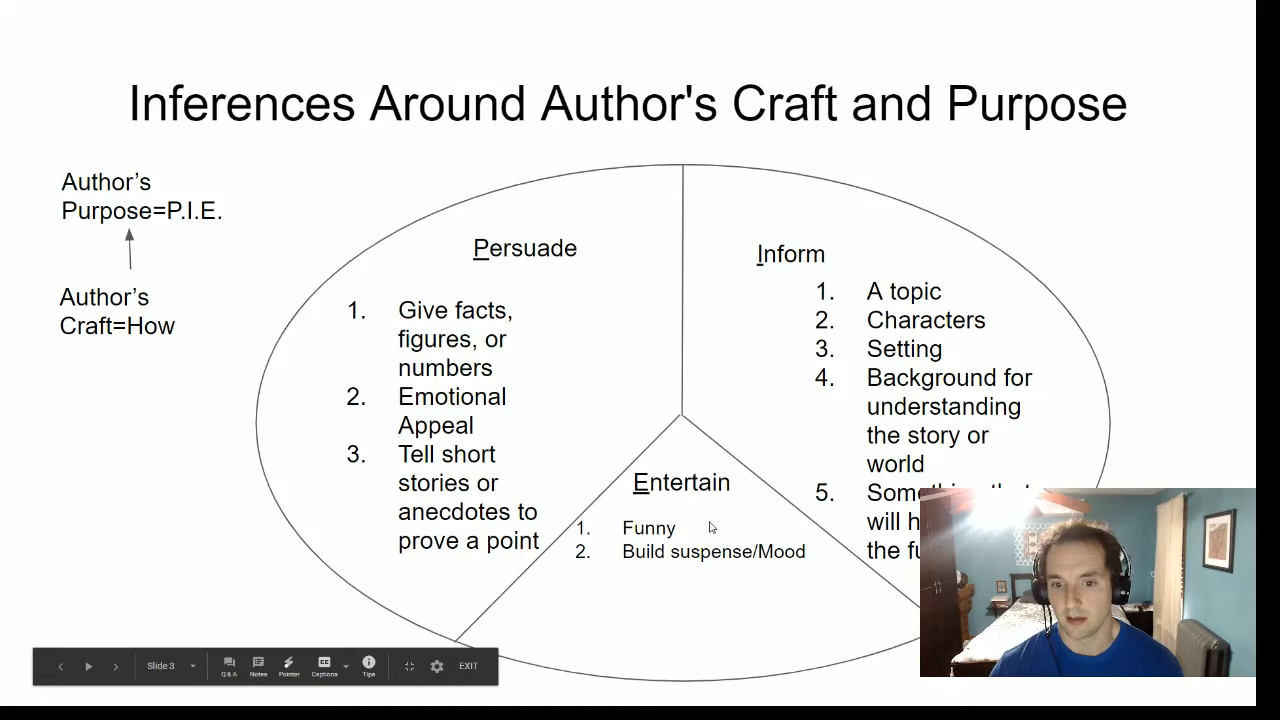 Inferences Around Author's Craft and Purpose
Author’s
Purpose=P.I.E.
Author’s
Craft=How
Persuade
1. Give facts,
figures, or
numbers
2. Emotional
Appeal
3. Tell short
stories or
anecdotes to
prove a point
Inform
1. A topic
2. Characters
3. Setting
4. Background for
understanding
the story or
world
5.
will
the
Entertain
1. Funny
2. Build suspense/Mood
Slide 3
Q & A
Notes
Pointer
Captions
Tips
EXIT